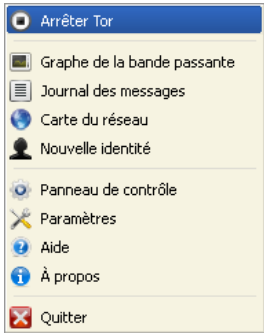 Arrêter Tor
Graphe de la bande passante
Journal des messages
Carte du réseau
Nouvelle identité
Panneau de contrôle
Paramètres
Aide
À propos
Quitter